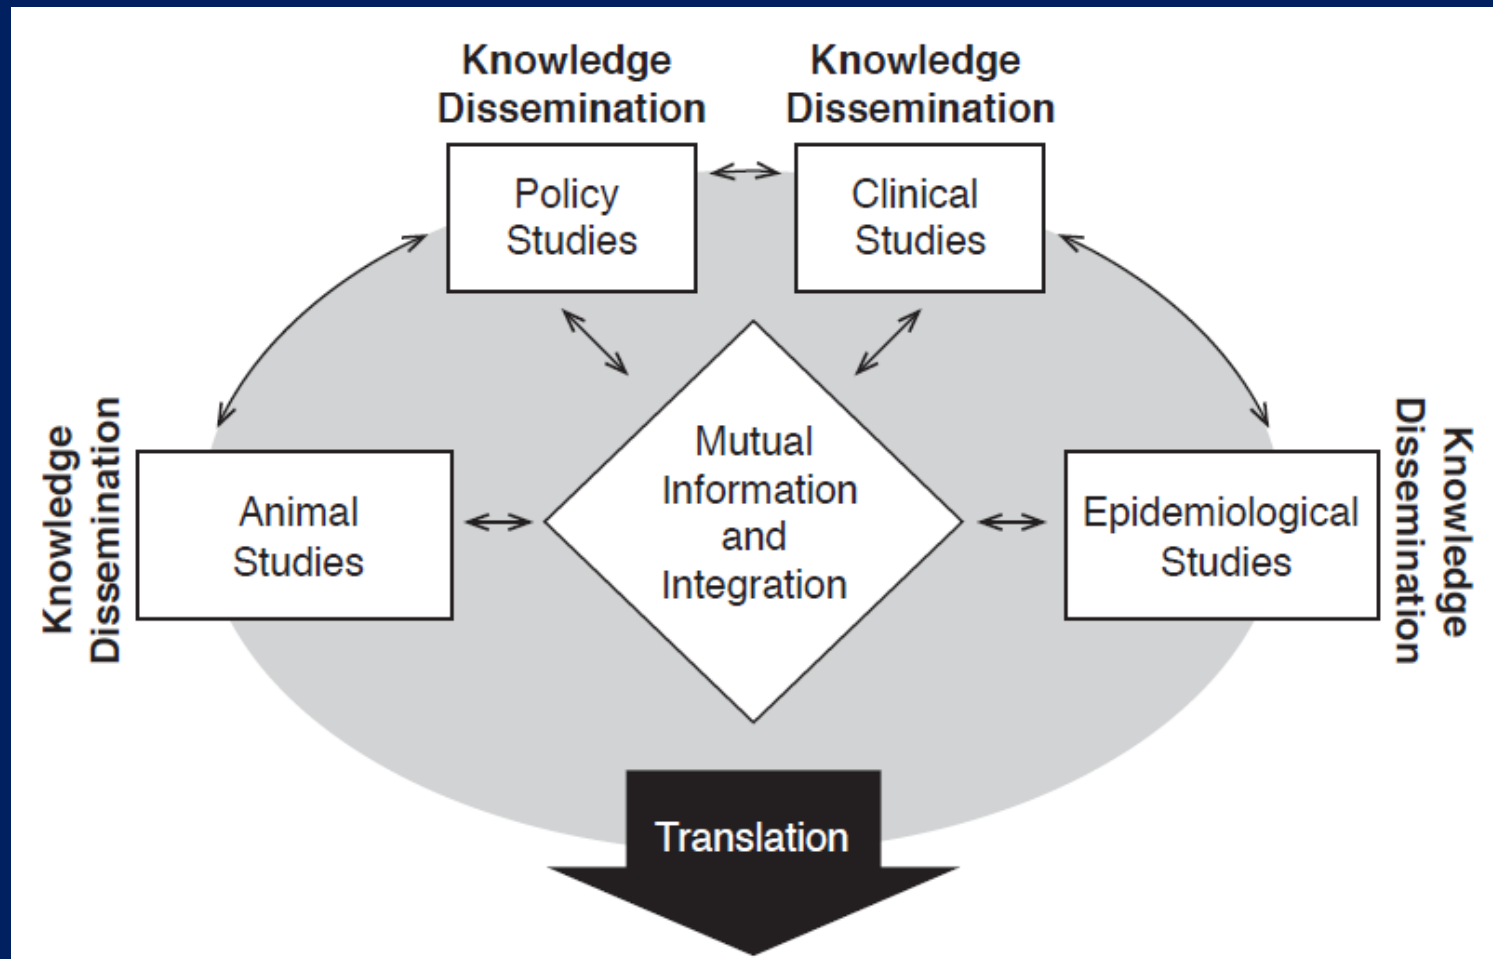 Knowledge
Dissemination
Knowledge
Dissemination
Policy
Studies
Clinical
Studies
Knowledge
Dissemination
Animal
Studies
Mutual
Information
and
Integration
Epidemiological
Studies
Knowledge
Dissemination
Translation